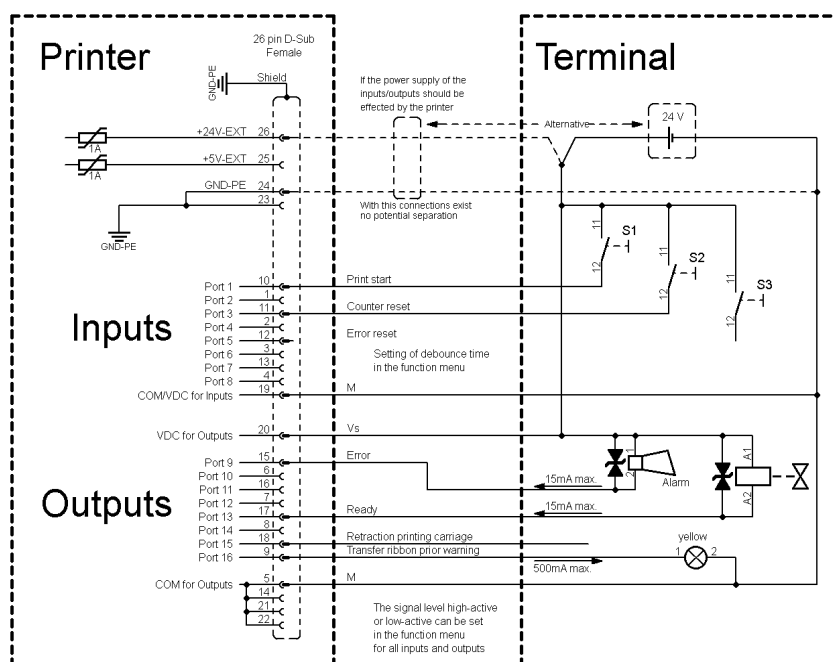 Printer
26 pin D-Sub
Female
Terminal
GND-PE
Shield
If the power supply of the
inputs/outputs should be
effected by the printer
Alternative
24 V
+24V-EXT 26
1A
+5V-EXT 25
1A
GND-PE 24
23
GND-PE
With this connections exist
no potential separation
11
12
S1
11
12
S2
11
12
S3
Inputs
Port 1 10 Print start
Port 2 1
Port 3 11 Counter reset
Port 4 2
Port 5 12 Error reset
Port 6 3
Port 7 13
Port 8 4
Setting of debounce time
in the function menu
COM/VDC for Inputs 19 M
VDC for Outputs 20 Vs
Outputs
Port 9 15 Error
Port 10 6
Port 11 16
Port 12 7
Port 13 17 Ready
Port 14 8
Port 15 18 Retraction printing carriage
Port 16 9 Transfer ribbon prior warning
15mA max.
15mA max.
500mA max.
1
2
Alarm
A1
A2
yellow
1 2
COM for Outputs 5 M
14
21
22
The signal level high-active
or low-active can be set
in the function menu
for all inputs and outputs